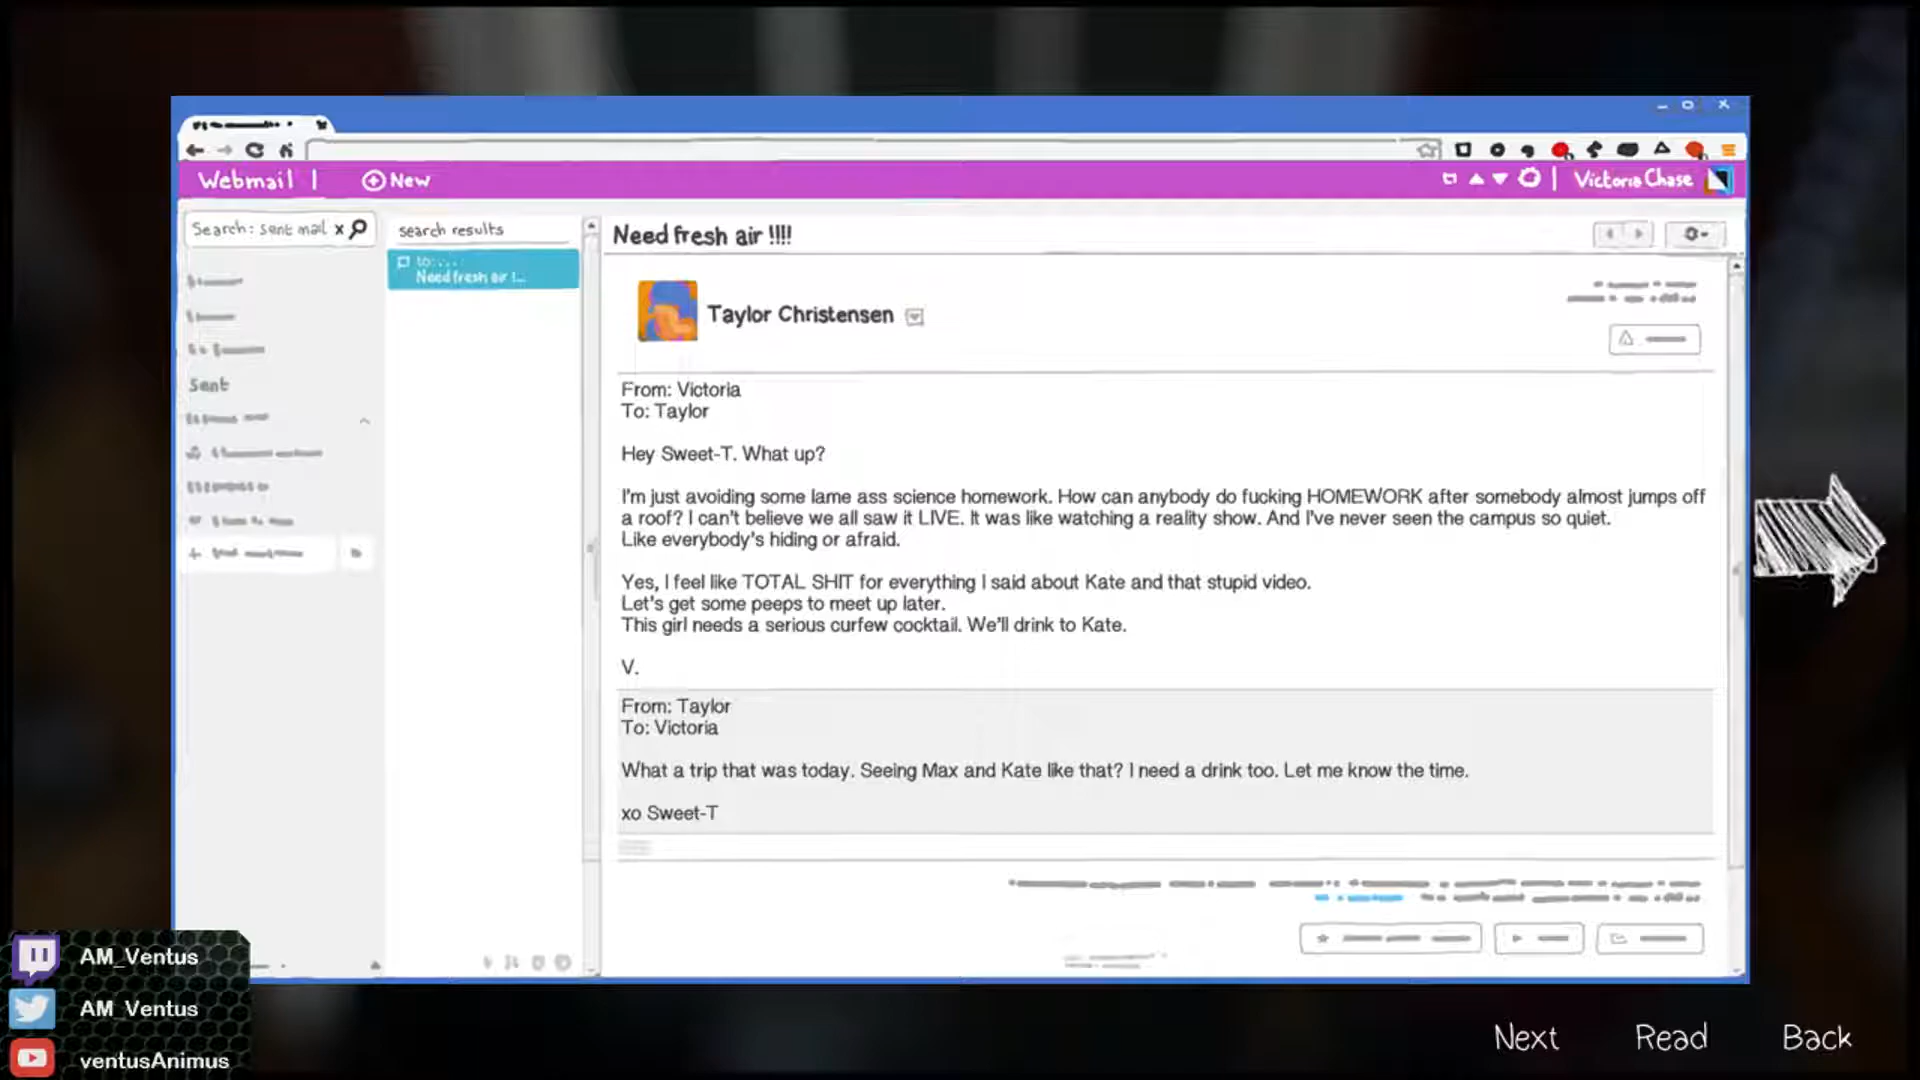 Webmail | New
Victoria Chase
Search: sent mail x
search results
to:....
Need fresh air !...
Sent
Need fresh air !!!!
Taylor Christensen
From: Victoria
To: Taylor
Hey Sweet-T. What up?
I'm just avoiding some lame ass science homework. How can anybody do fucking HOMEWORK after somebody almost jumps off
a roof? I can't believe we all saw it LIVE. It was like watching a reality show. And I've never seen the campus so quiet.
Like everybody's hiding or afraid.
Yes, I feel like TOTAL SHIT for everything I said about Kate and that stupid video.
Let's get some peeps to meet up later.
This girl needs a serious curfew cocktail. We'll drink to Kate.
V.
From: Taylor
To: Victoria
What a trip that was today. Seeing Max and Kate like that? I need a drink too. Let me know the time.
xo Sweet-T
AM_Ventus
AM_Ventus
ventusAnimus
Next Read Back